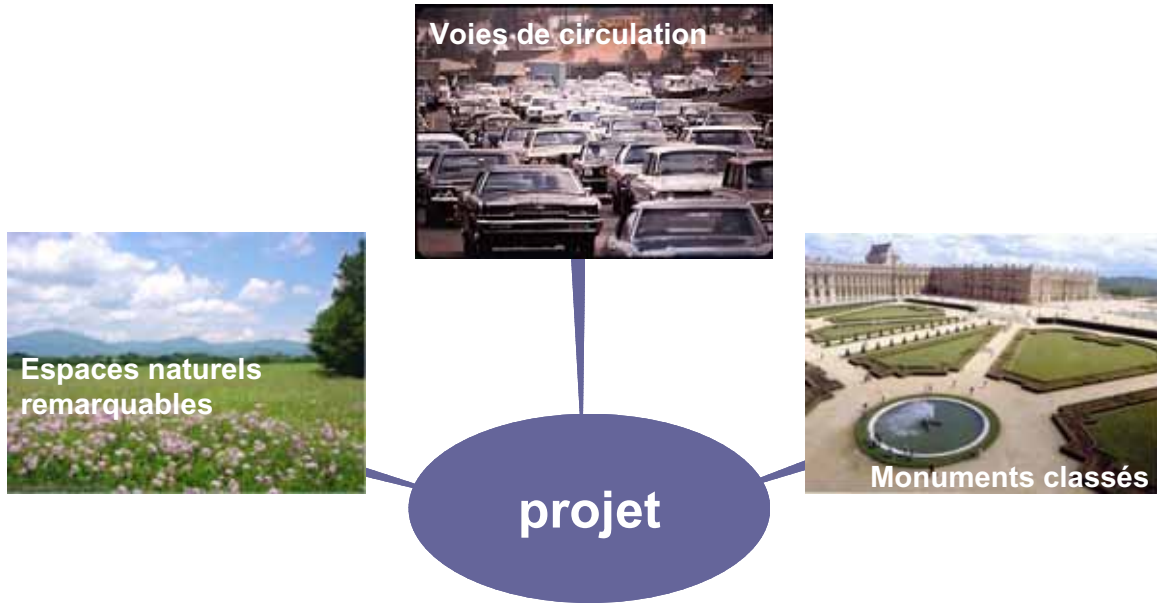 Voies de circulation
Espaces naturels
remarquables
Monuments classés
projet